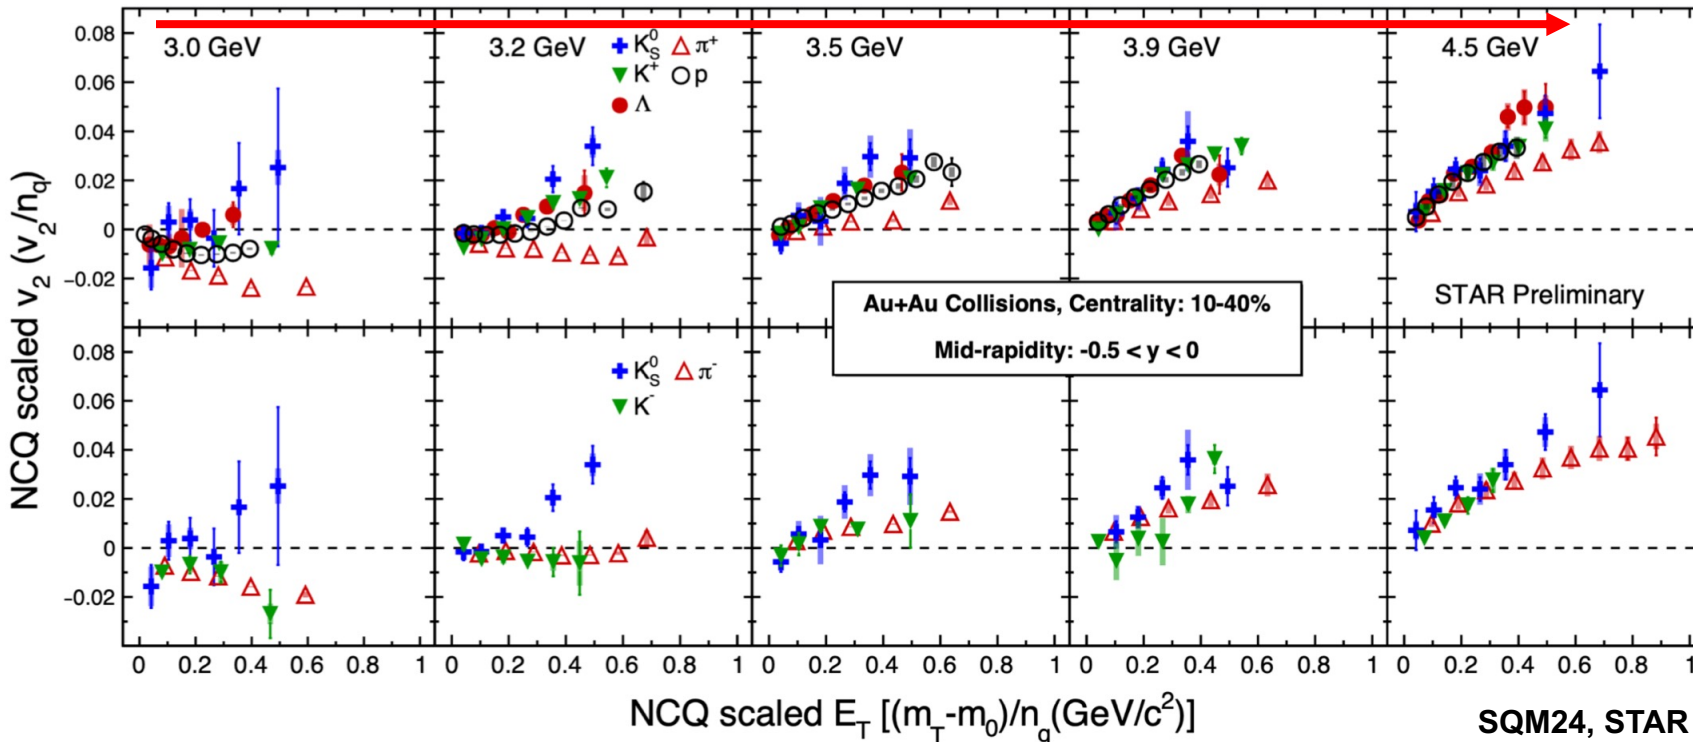 3.0 GeV
3.2 GeV
3.5 GeV
3.9 GeV
4.5 GeV
K⁰_S π⁺
K⁺ p
Λ
0.08
0.06
0.04
0.02
0
−0.02
STAR Preliminary
Au+Au Collisions, Centrality: 10-40%
Mid-rapidity: -0.5 < y < 0
K⁰_S π⁻
K⁻
0.08
0.06
0.04
0.02
0
−0.02
NCQ scaled v₂ (v₂/n_q)
0 0.2 0.4 0.6 0.8 1
0 0.2 0.4 0.6 0.8 1
0 0.2 0.4 0.6 0.8 1
0 0.2 0.4 0.6 0.8 1
0 0.2 0.4 0.6 0.8 1
NCQ scaled E_T [(m_T-m₀)/n_q(GeV/c²)]
SQM24, STAR